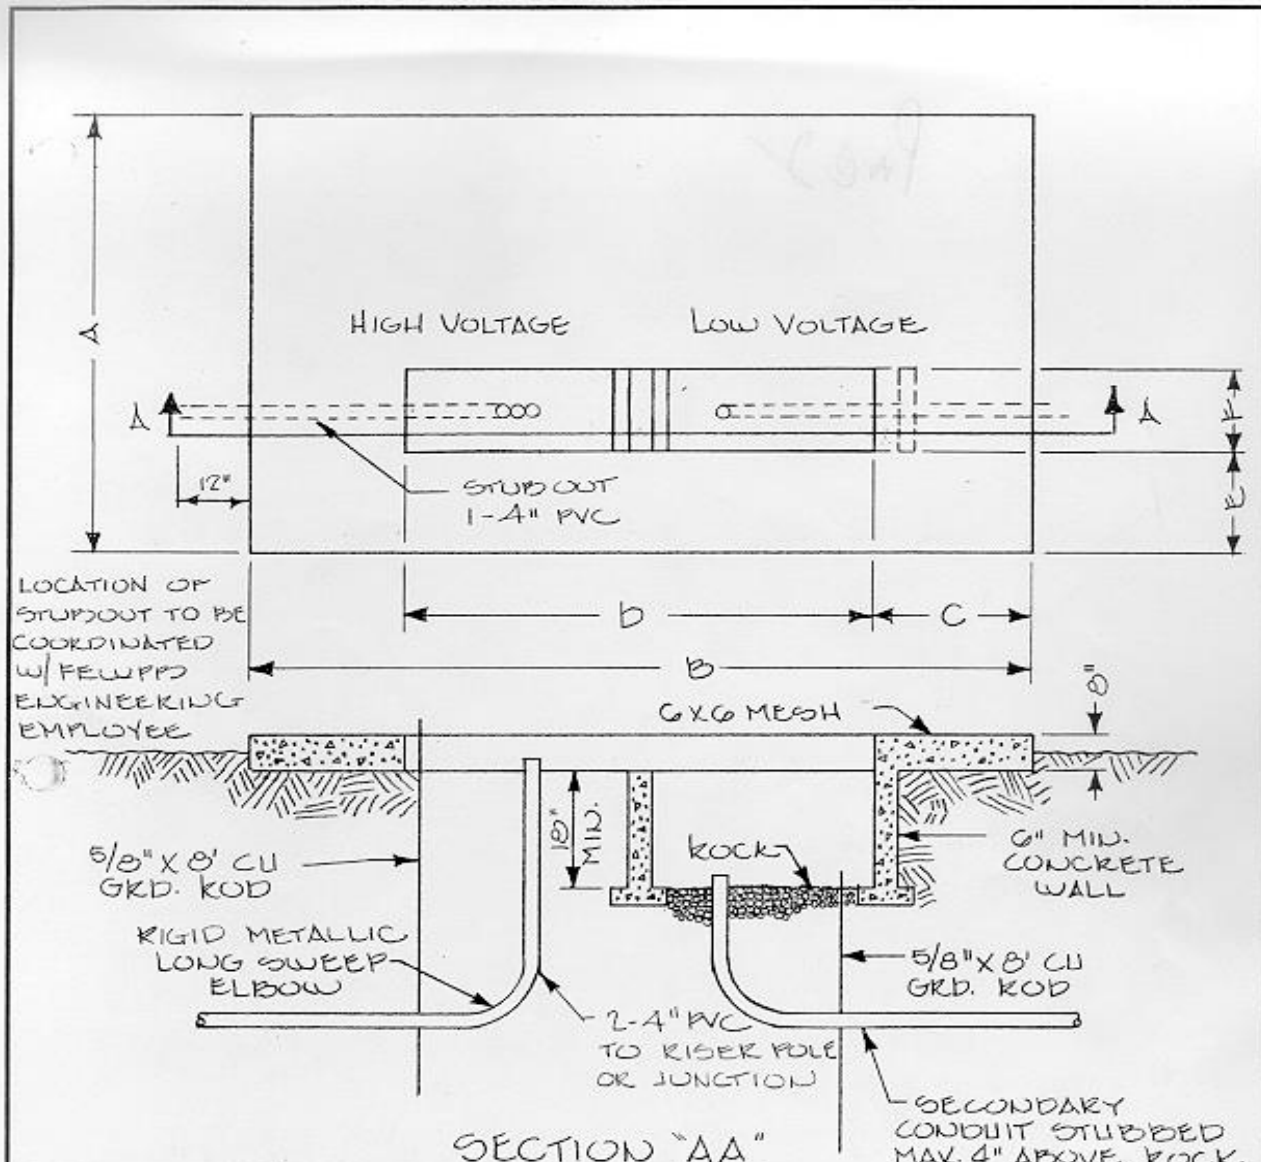 A
HIGH VOLTAGE
LOW VOLTAGE
A
A
F
E
12"
STUB OUT
1-4" PVC
LOCATION OF
STUBOUT TO BE
COORDINATED
W/
ENGINEERING
EMPLOYEE
D
C
B
8"
6X6 MESH
5/8" X 8' CU
GRD. ROD
18"
MIN.
ROCK
6" MIN.
CONCRETE
WALL
RIGID METALLIC
LONG SWEEP
ELBOW
5/8" X 8' CU
GRD. ROD
2-4" PVC
TO RISER POLE
OR JUNCTION
SECONDARY
CONDUIT STUBBED
MAX. 4" ABOVE ROCK
SECTION "AA"